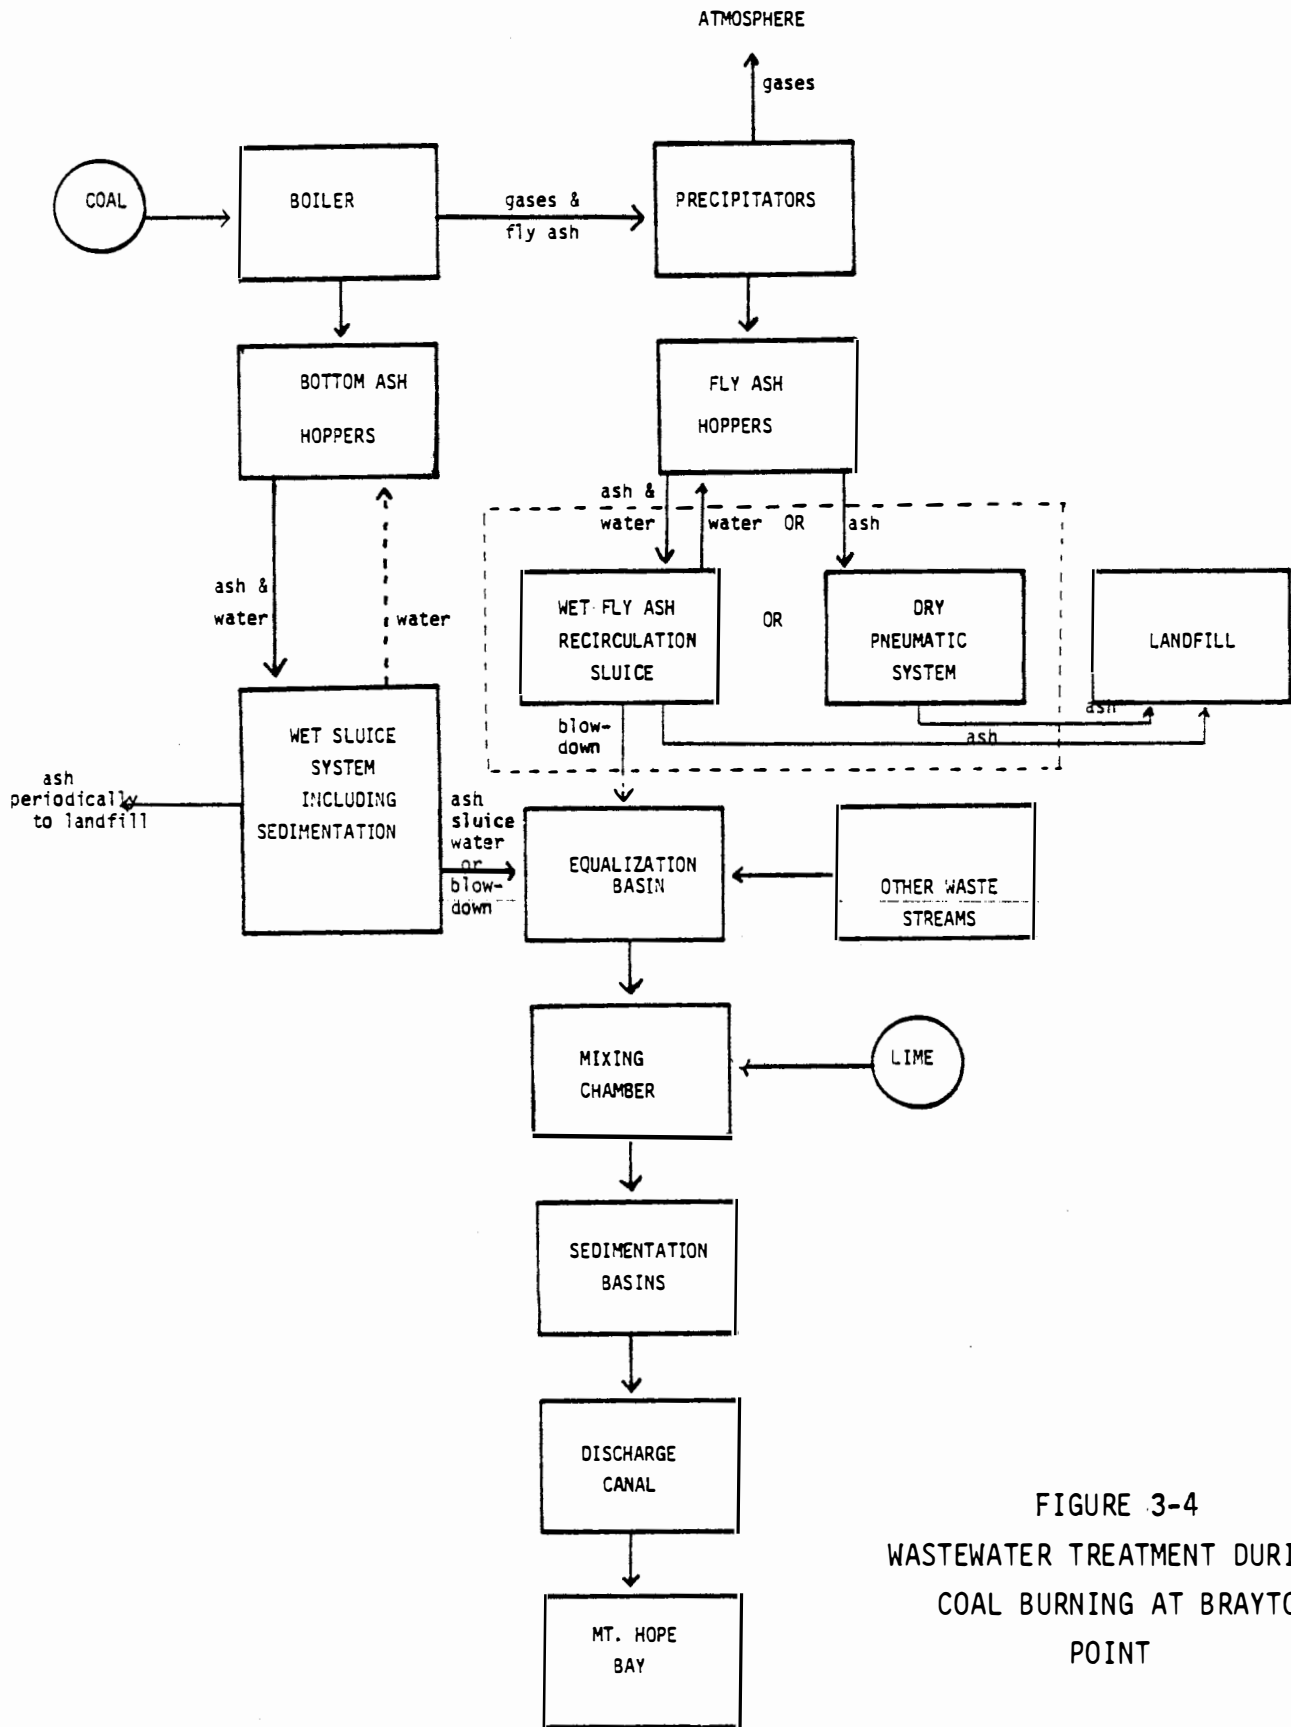 ATMOSPHERE
gases
COAL
BOILER
gases &
fly ash
PRECIPITATORS
BOTTOM ASH
HOPPERS
FLY ASH
HOPPERS
ash &
water
water OR
ash
ash &
water
water
WET FLY ASH
RECIRCULATION
SLUICE
OR
DRY
PNEUMATIC
SYSTEM
LANDFILL
ash
ash
blow-
down
WET SLUICE
SYSTEM
INCLUDING
SEDIMENTATION
ash
periodically
to landfill
ash
sluice
water
or
blow-
down
EQUALIZATION
BASIN
OTHER WASTE
STREAMS
MIXING
CHAMBER
LIME
SEDIMENTATION
BASINS
DISCHARGE
CANAL
MT. HOPE
BAY
FIGURE 3-4
WASTEWATER TREATMENT DURI
COAL BURNING AT BRAYTO
POINT